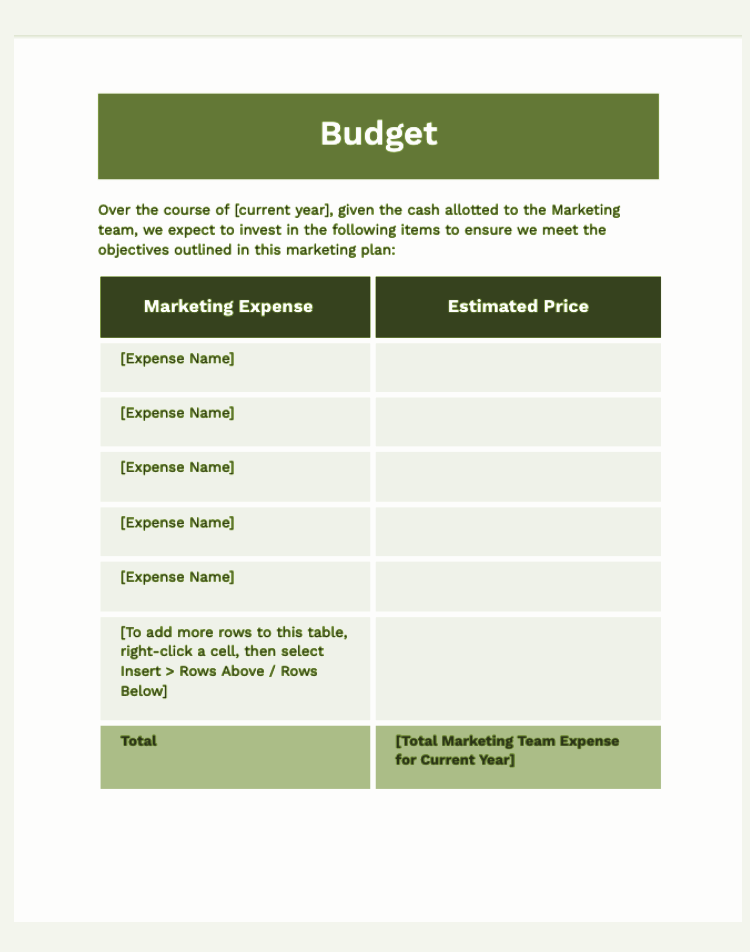 Budget
Over the course of [current year], given the cash allotted to the Marketing
team, we expect to invest in the following items to ensure we meet the
objectives outlined in this marketing plan:
Marketing Expense Estimated Price
[Expense Name]
[Expense Name]
[Expense Name]
[Expense Name]
[Expense Name]
[To add more rows to this table,
right-click a cell, then select
Insert > Rows Above / Rows
Below]
Total [Total Marketing Team Expense
for Current Year]